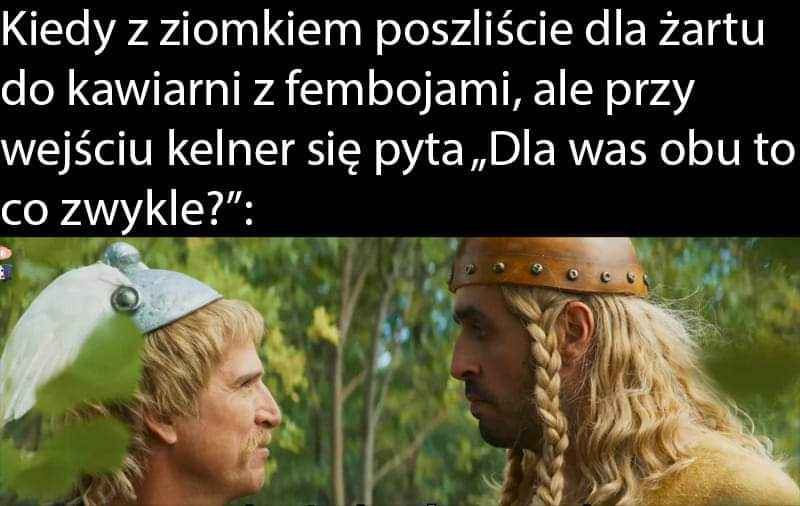 Kiedy z ziomkiem poszliście dla żartu
do kawiarni z fembojami, ale przy
wejściu kelner się pyta „Dla was obu to
co zwykle?”: